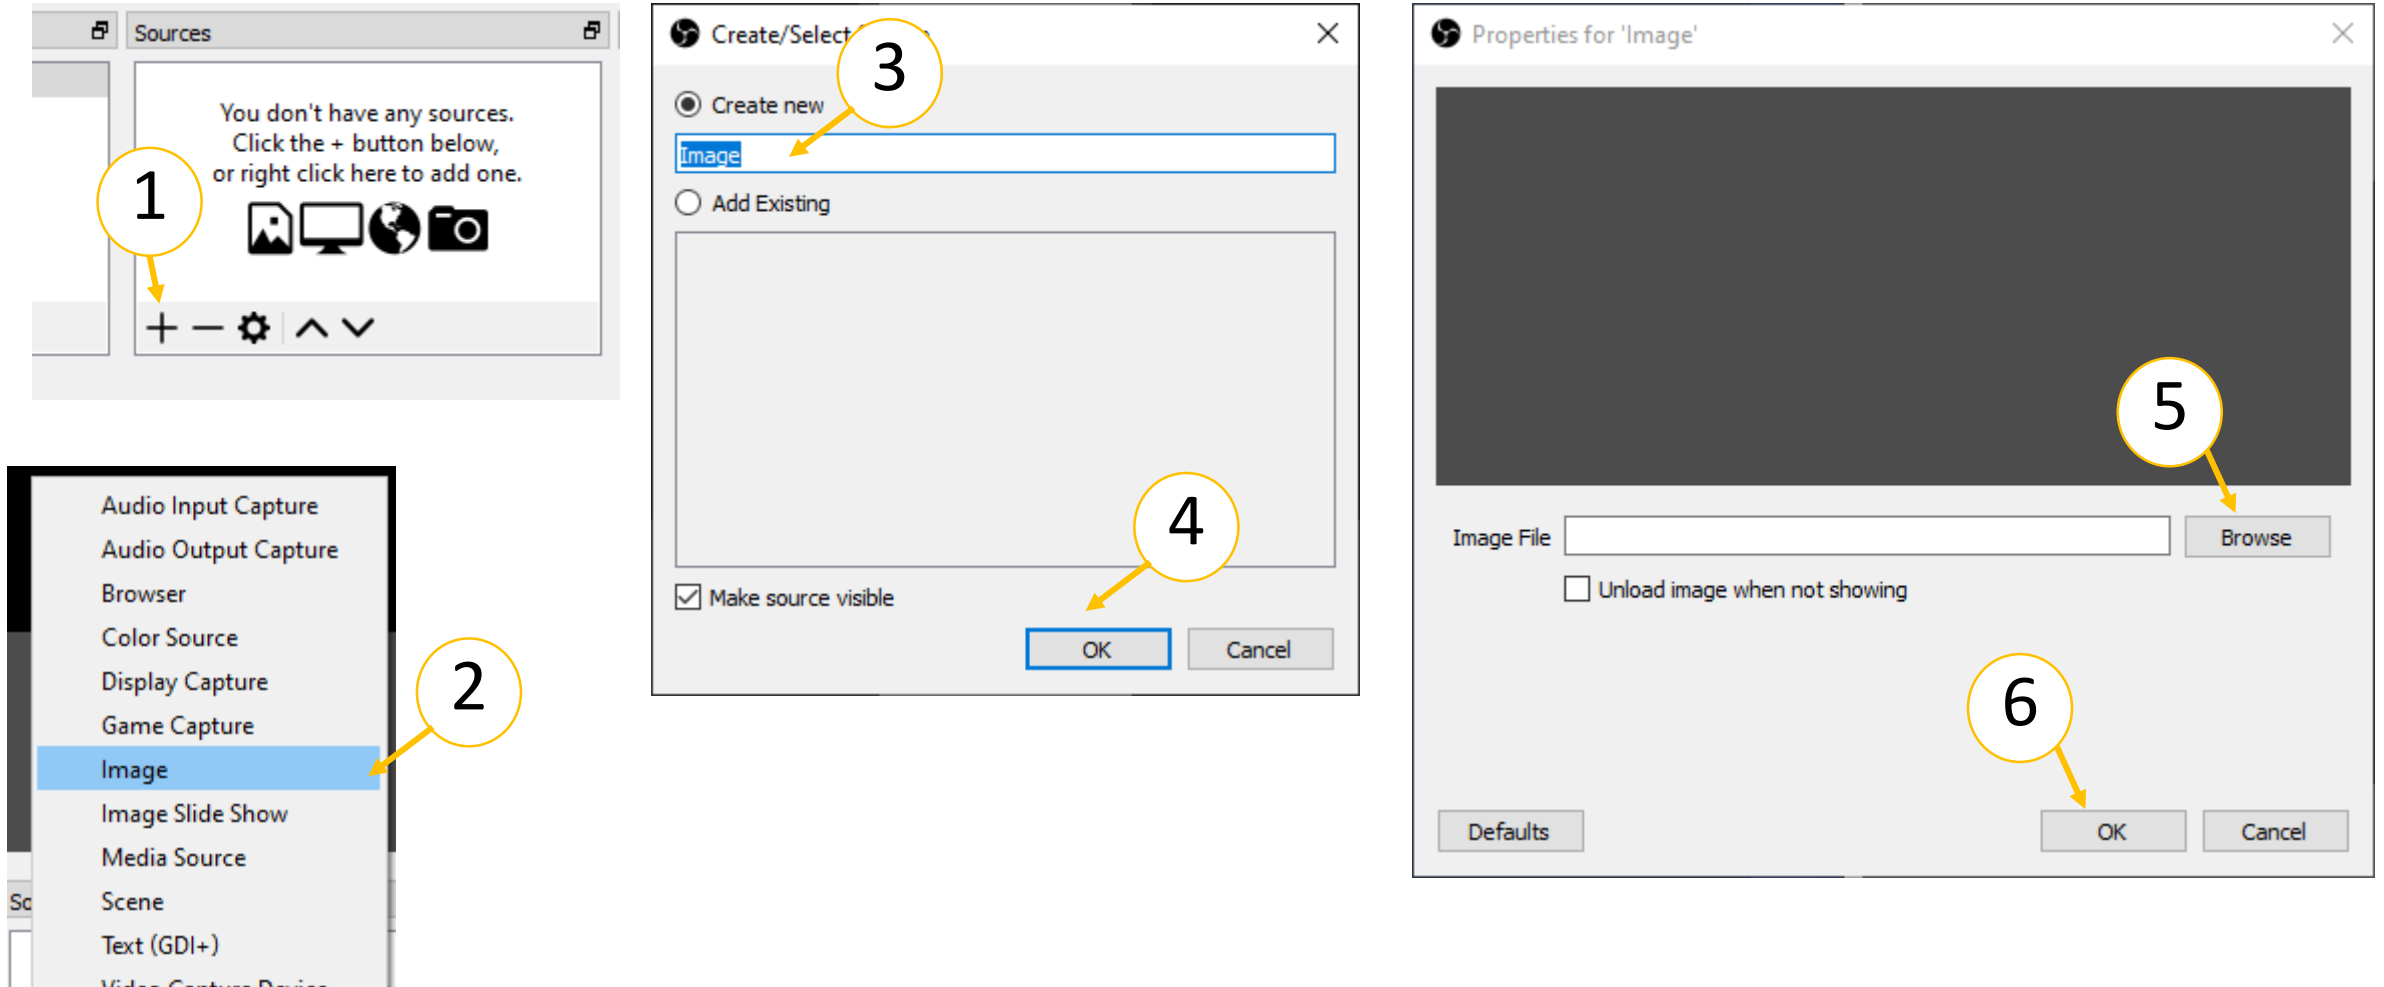 Sources
You don't have any sources.
Click the + button below,
or right click here to add one.
1
Audio Input Capture
Audio Output Capture
Browser
Color Source
Display Capture
Game Capture
Image
Image Slide Show
Media Source
Scene
Text (GDI+)
Video Capture Device
2
Create/Select
3
Create new
Image
Add Existing
4
Make source visible
OK Cancel
Properties for 'Image'
5
Image File Browse
Unload image when not showing
6
Defaults OK Cancel